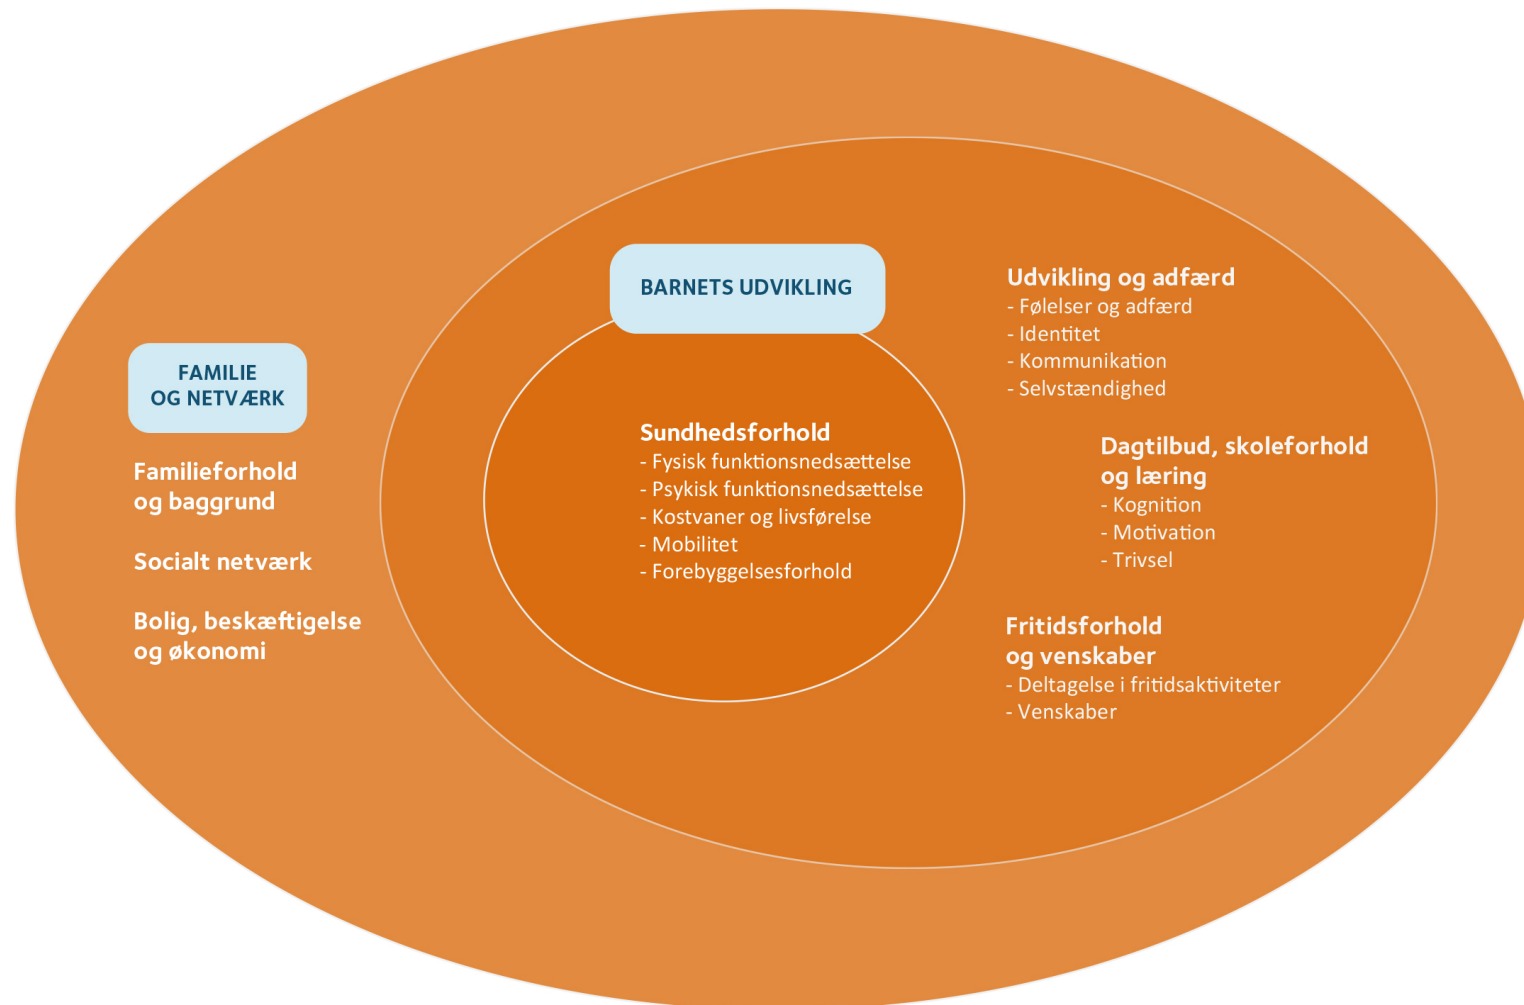 FAMILIE
OG NETVÆRK
Familieforhold
og baggrund
Socialt netværk
Bolig, beskæftigelse
og økonomi
BARNETS UDVIKLING
Sundhedsforhold
- Fysisk funktionsnedsættelse
- Psykisk funktionsnedsættelse
- Kostvaner og livsførelse
- Mobilitet
- Forebyggelsesforhold
Udvikling og adfærd
- Følelser og adfærd
- Identitet
- Kommunikation
- Selvstændighed
Dagtilbud, skoleforhold
og læring
- Kognition
- Motivation
- Trivsel
Fritidsforhold
og venskaber
- Deltagelse i fritidsaktiviteter
- Venskaber